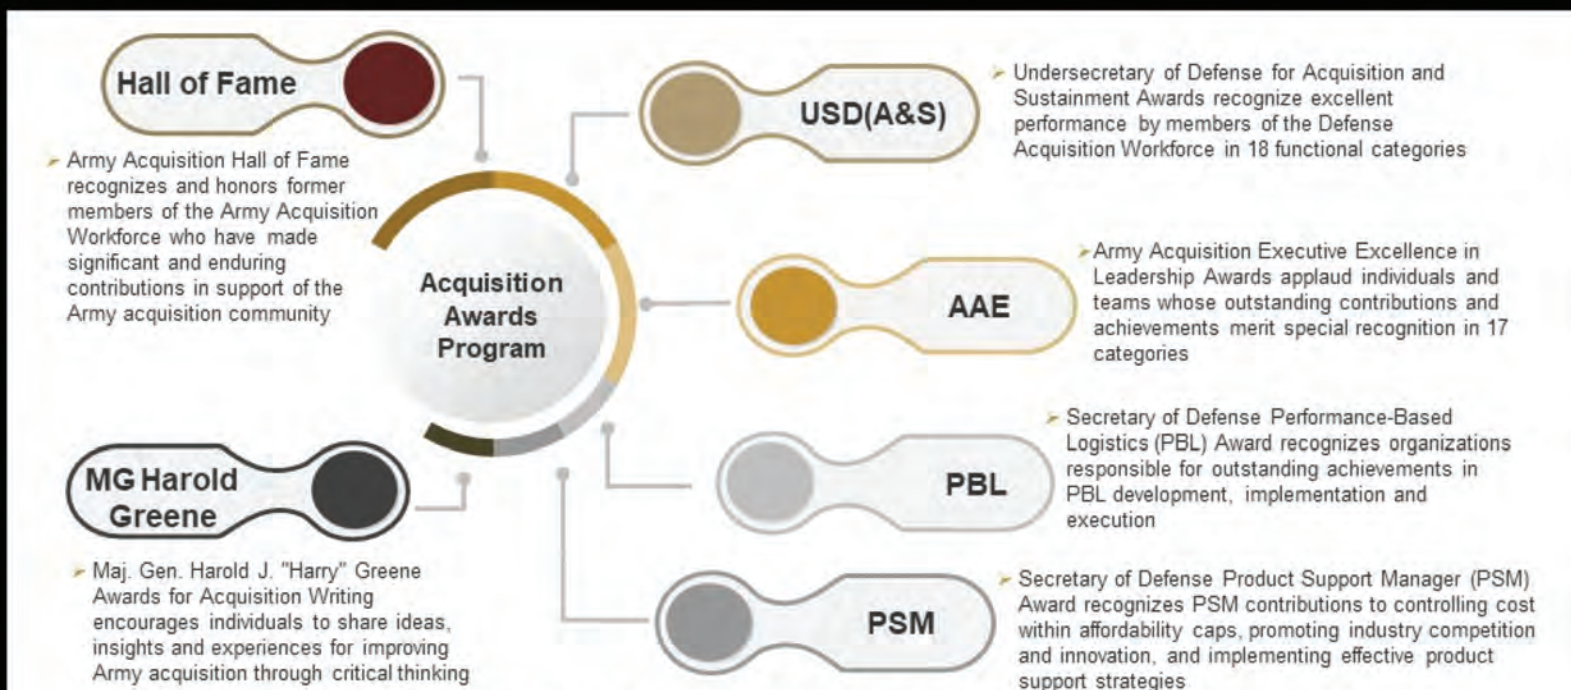 Hall of Fame
Army Acquisition Hall of Fame
recognizes and honors former
members of the Army Acquisition
Workforce who have made
significant and enduring
contributions in support of the
Army acquisition community
Acquisition
Awards
Program
MG Harold
Greene
Maj. Gen. Harold J. "Harry" Greene
Awards for Acquisition Writing
encourages individuals to share ideas,
insights and experiences for improving
Army acquisition through critical thinking
USD(A&S)
Undersecretary of Defense for Acquisition and
Sustainment Awards recognize excellent
performance by members of the Defense
Acquisition Workforce in 18 functional categories
AAE
Army Acquisition Executive Excellence in
Leadership Awards applaud individuals and
teams whose outstanding contributions and
achievements merit special recognition in 17
categories
PBL
Secretary of Defense Performance-Based
Logistics (PBL) Award recognizes organizations
responsible for outstanding achievements in
PBL development, implementation and
execution
PSM
Secretary of Defense Product Support Manager (PSM)
Award recognizes PSM contributions to controlling cost
within affordability caps, promoting industry competition
and innovation, and implementing effective product
support strategies